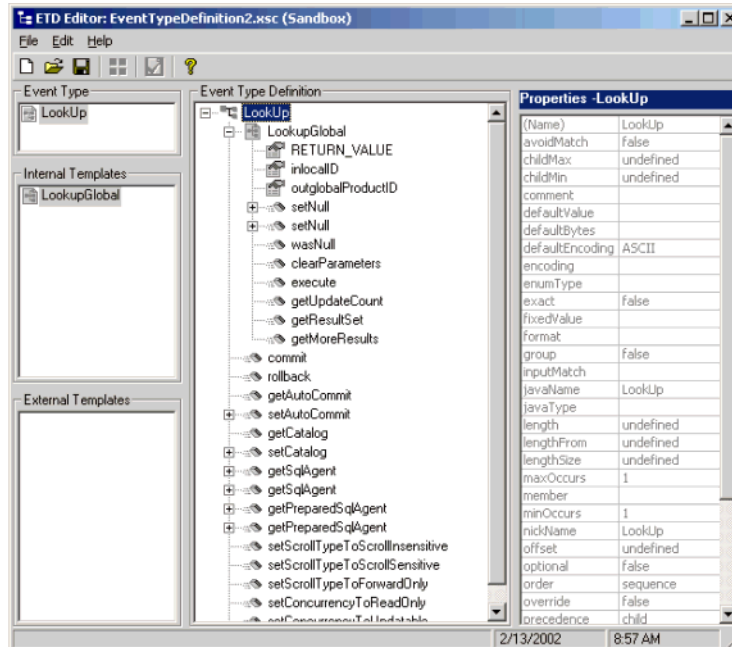 ETD Editor: EventTypeDefinition2.xsc (Sandbox)
File Edit Help
Event Type
LookUp
Internal Templates
LookupGlobal
External Templates
Event Type Definition
LookUp
LookupGlobal
RETURN_VALUE
inlocalID
outglobalProductID
setNull
setNull
wasNull
clearParameters
execute
getUpdateCount
getResultSet
getMoreResults
commit
rollback
getAutoCommit
setAutoCommit
getCatalog
setCatalog
getSqlAgent
getSqlAgent
getPreparedSqlAgent
getPreparedSqlAgent
setScrollTypeToScrollInsensitive
setScrollTypeToScrollSensitive
setScrollTypeToForwardOnly
setConcurrencyToReadOnly
setConcurrencyToUpdatable
Properties -LookUp
(Name) LookUp
avoidMatch false
childMax undefined
childMin undefined
comment
defaultValue
defaultBytes
defaultEncoding ASCII
encoding
enumType
exact false
fixedValue
format
group false
inputMatch
javaName LookUp
javaType
length undefined
lengthFrom undefined
lengthSize undefined
maxOccurs 1
member
minOccurs 1
nickName LookUp
offset undefined
optional false
order sequence
override false
precedence child
2/13/2002 8:57 AM